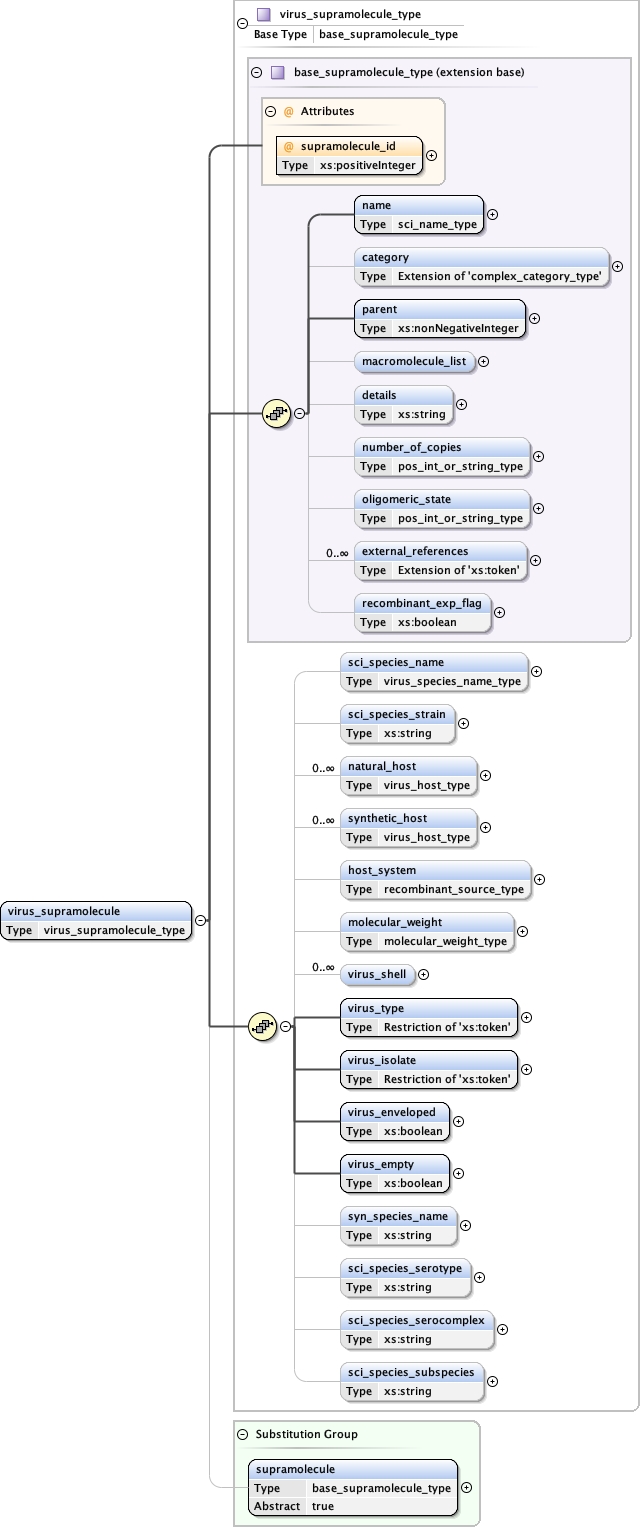 virus_supramolecule_type
Base Type base_supramolecule_type
base_supramolecule_type (extension base)
@ Attributes
@ supramolecule_id
Type xs:positiveInteger
name
Type sci_name_type
category
Type Extension of 'complex_category_type'
parent
Type xs:nonNegativeInteger
macromolecule_list
details
Type xs:string
number_of_copies
Type pos_int_or_string_type
oligomeric_state
Type pos_int_or_string_type
0..∞ external_references
Type Extension of 'xs:token'
recombinant_exp_flag
Type xs:boolean
sci_species_name
Type virus_species_name_type
sci_species_strain
Type xs:string
0..∞ natural_host
Type virus_host_type
0..∞ synthetic_host
Type virus_host_type
host_system
Type recombinant_source_type
virus_supramolecule
Type virus_supramolecule_type
molecular_weight
Type molecular_weight_type
0..∞ virus_shell
virus_type
Type Restriction of 'xs:token'
virus_isolate
Type Restriction of 'xs:token'
virus_enveloped
Type xs:boolean
virus_empty
Type xs:boolean
syn_species_name
Type xs:string
sci_species_serotype
Type xs:string
sci_species_serocomplex
Type xs:string
sci_species_subspecies
Type xs:string
Substitution Group
supramolecule
Type base_supramolecule_type
Abstract true